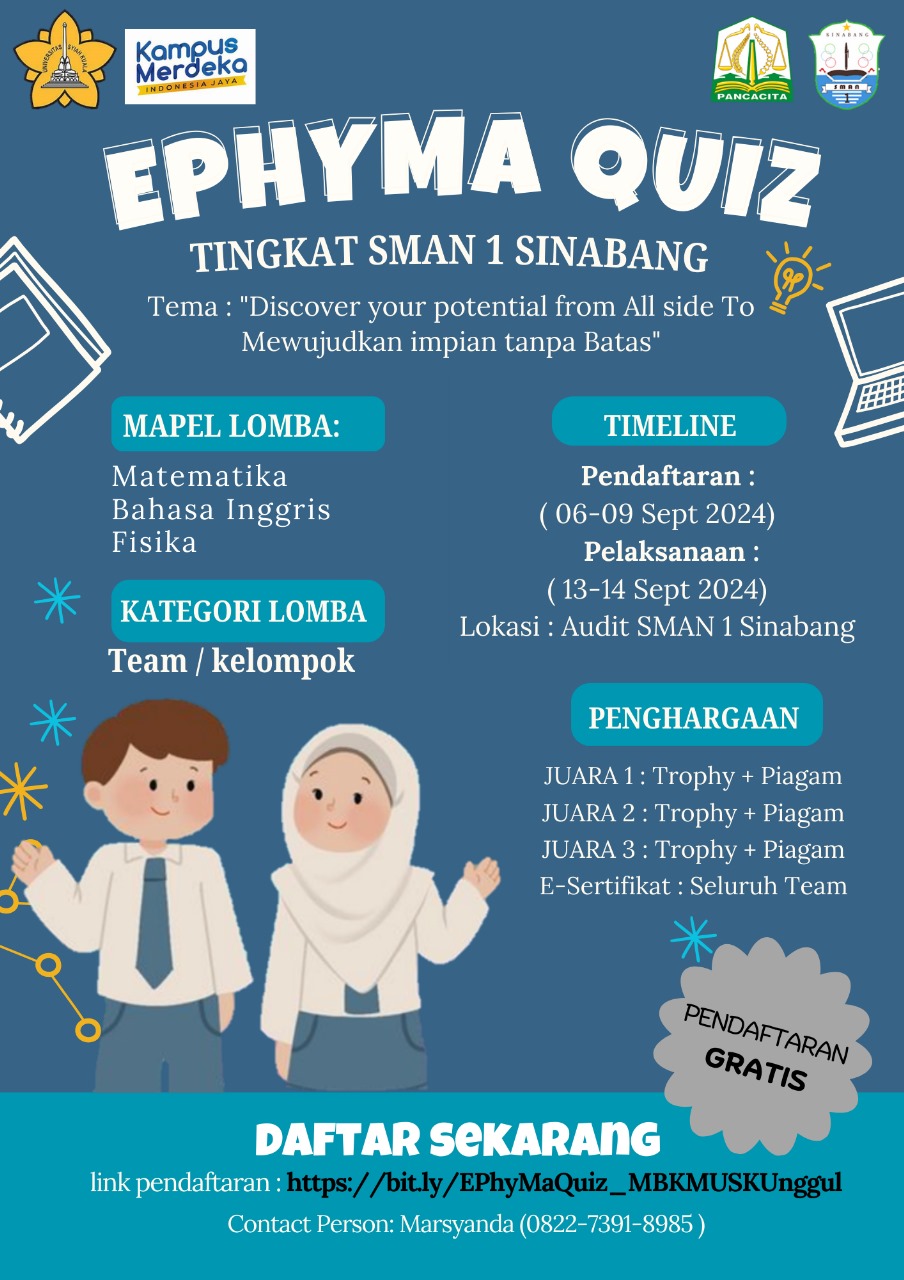 UNIVERSITAS SYIAH KUALA
Kampus
Merdeka
INDONESIA JAYA
PANCACITA
SINABANG
SMAN
EPHYMA QUIZ
TINGKAT SMAN 1 SINABANG
Tema : "Discover your potential from All side To
Mewujudkan impian tanpa Batas"
MAPEL LOMBA:
Matematika
Bahasa Inggris
Fisika
KATEGORI LOMBA
Team / kelompok
TIMELINE
Pendaftaran :
( 06-09 Sept 2024)
Pelaksanaan :
( 13-14 Sept 2024)
Lokasi : Audit SMAN 1 Sinabang
PENGHARGAAN
JUARA 1 : Trophy + Piagam
JUARA 2 : Trophy + Piagam
JUARA 3 : Trophy + Piagam
E-Sertifikat : Seluruh Team
PENDAFTARAN
GRATIS
DAFTAR SEKARANG
link pendaftaran : https://bit.ly/EPhyMaQuiz_MBKMUSKUnggul
Contact Person: Marsyanda (0822-7391-8985 )